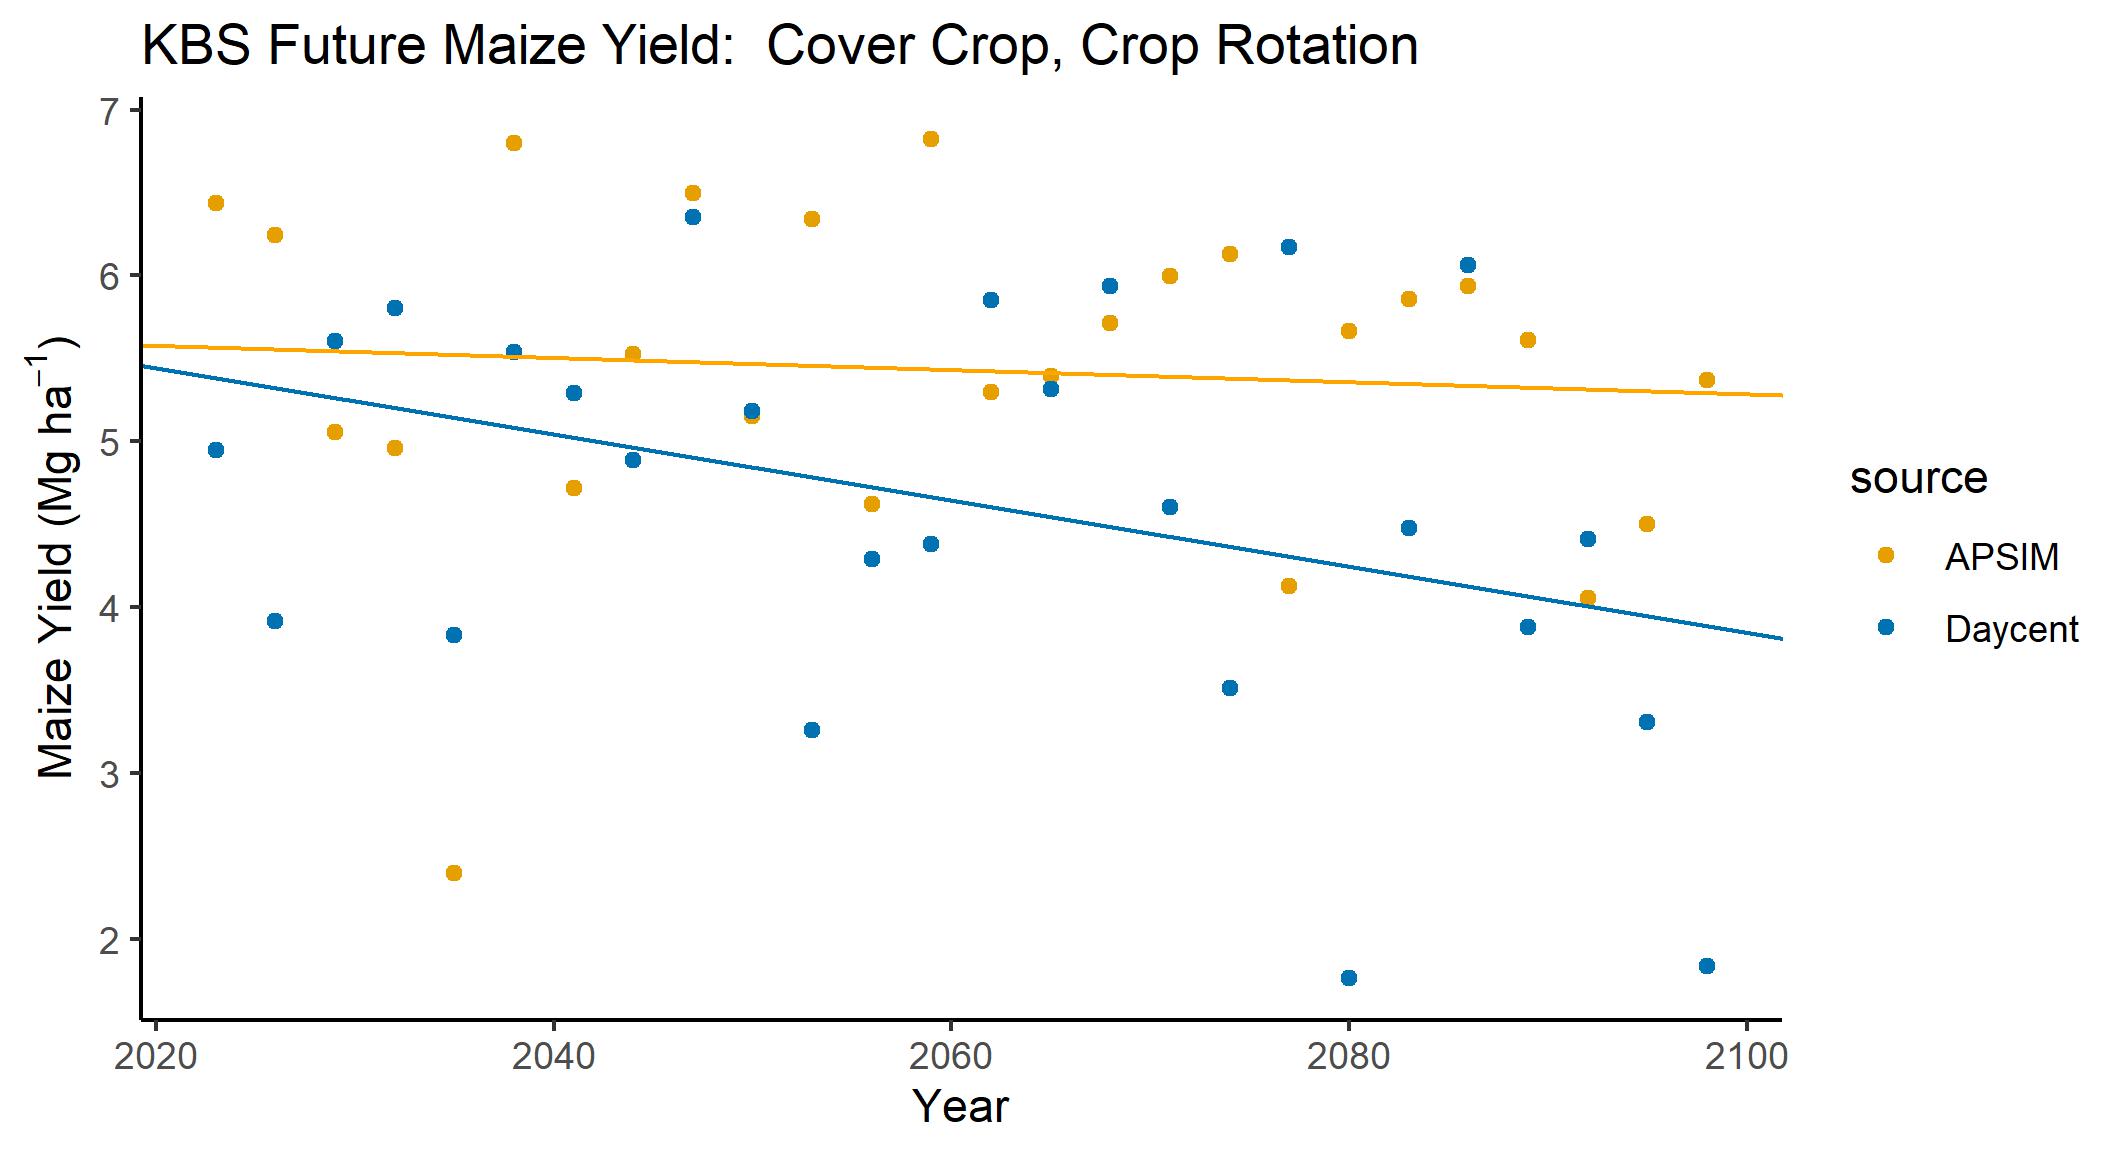 KBS Future Maize Yield:  Cover Crop, Crop Rotation
Maize Yield (Mg ha⁻¹)
7
6
5
4
3
2
2020 2040 2060 2080 2100
Year
source
APSIM
Daycent